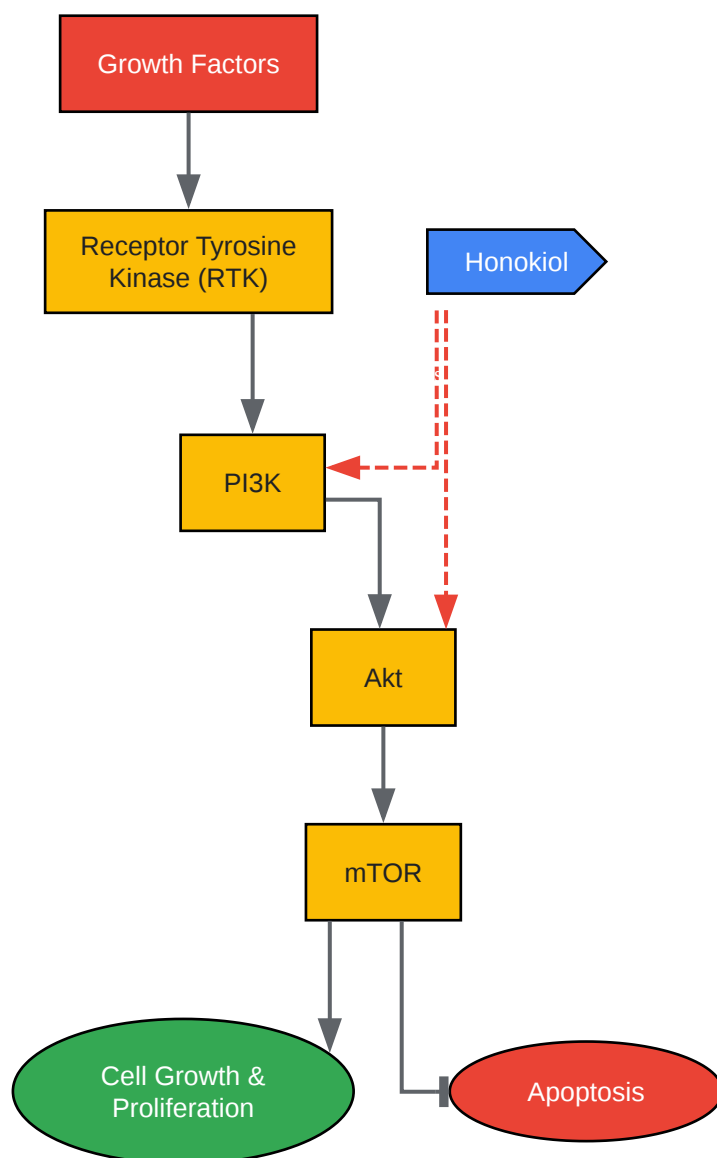 Growth Factors
Receptor Tyrosine
Kinase (RTK)
Honokiol
PI3K
Akt
mTOR
Cell Growth &
Proliferation
Apoptosis